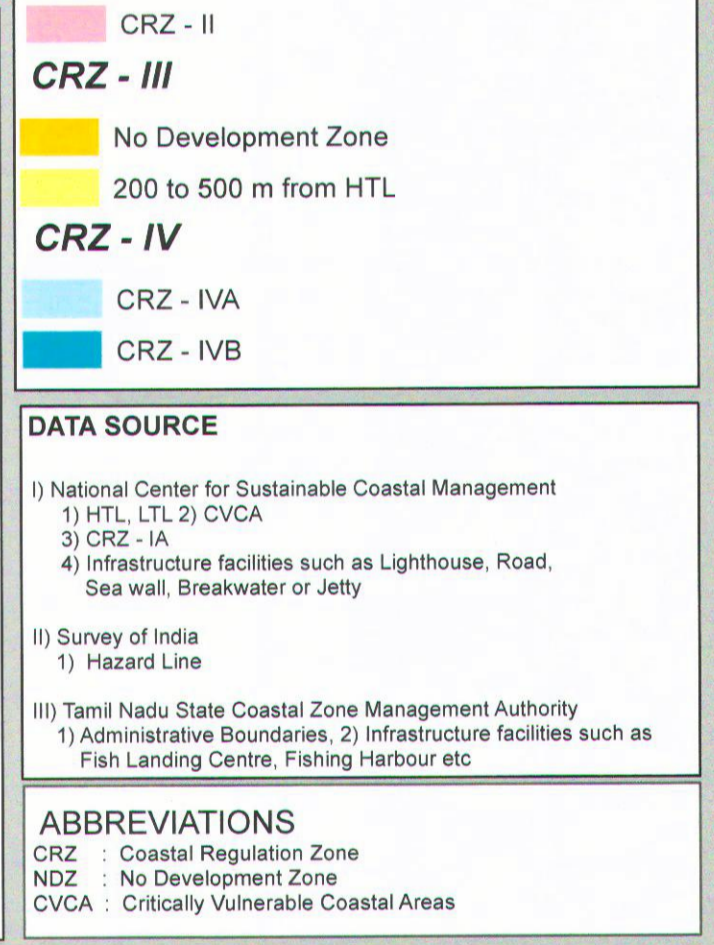 CRZ - II
CRZ - III
No Development Zone
200 to 500 m from HTL
CRZ - IV
CRZ - IVA
CRZ - IVB
DATA SOURCE
I) National Center for Sustainable Coastal Management
1) HTL, LTL 2) CVCA
3) CRZ - IA
4) Infrastructure facilities such as Lighthouse, Road,
Sea wall, Breakwater or Jetty
II) Survey of India
1) Hazard Line
III) Tamil Nadu State Coastal Zone Management Authority
1) Administrative Boundaries, 2) Infrastructure facilities such as
Fish Landing Centre, Fishing Harbour etc
ABBREVIATIONS
CRZ : Coastal Regulation Zone
NDZ : No Development Zone
CVCA : Critically Vulnerable Coastal Areas